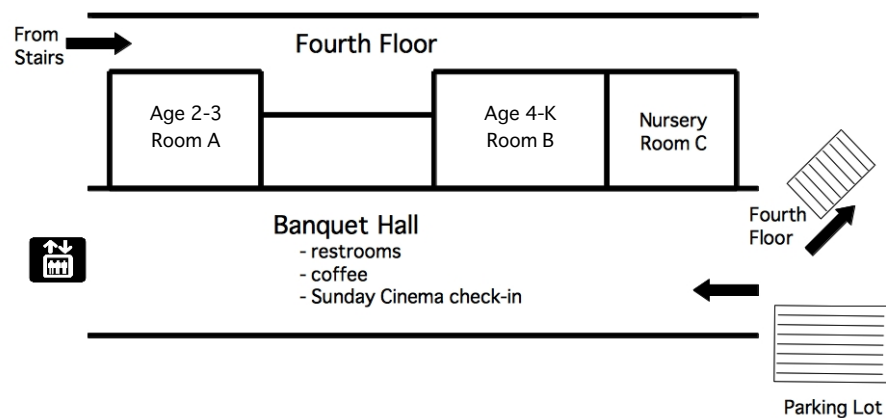 From
Stairs
Fourth Floor
Age 2-3
Room A
Age 4-K
Room B
Nursery
Room C
Fourth
Floor
Banquet Hall
- restrooms
- coffee
- Sunday Cinema check-in
Parking Lot